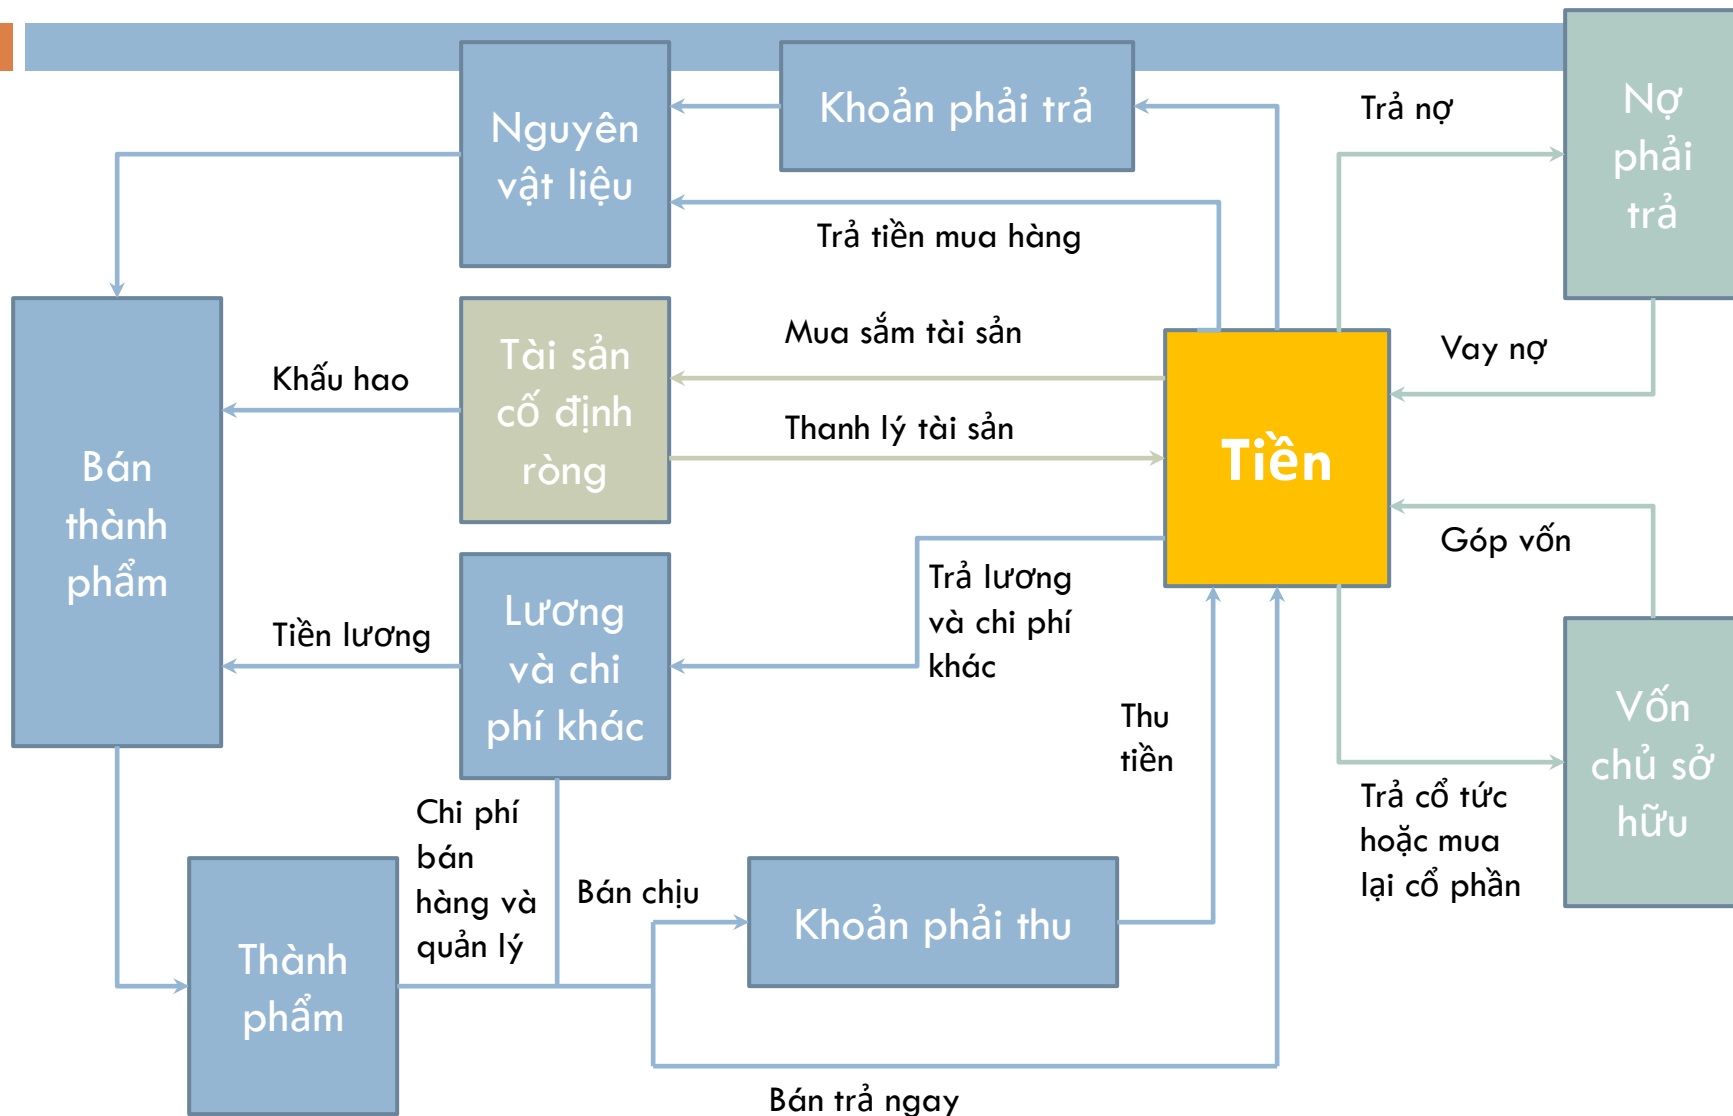 Khoản phải trả
Trả nợ
Nợ
phải
trả
Nguyên
vật liệu
Trả tiền mua hàng
Mua sắm tài sản
Vay nợ
Khấu hao
Tài sản
cố định
ròng
Thanh lý tài sản
Tiền
Bán
thành
phẩm
Góp vốn
Trả lương
và chi phí
khác
Tiền lương
Lương
và chi
phí khác
Thu
tiền
Vốn
chủ sở
hữu
Trả cổ tức
hoặc mua
lại cổ phần
Chi phí
bán
hàng và
quản lý
Bán chịu
Khoản phải thu
Thành
phẩm
Bán trả ngay